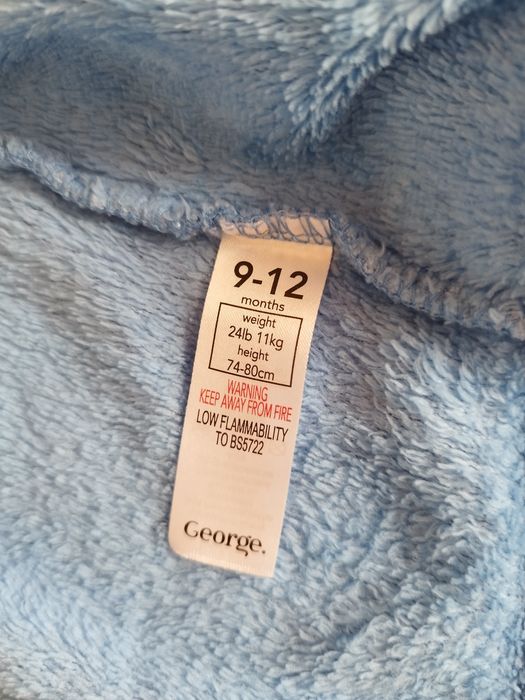 9-12
months
weight
24lb 11kg
height
74-80cm
WARNING
KEEP AWAY FROM FIRE
LOW FLAMMABILITY
TO BS5722
George.